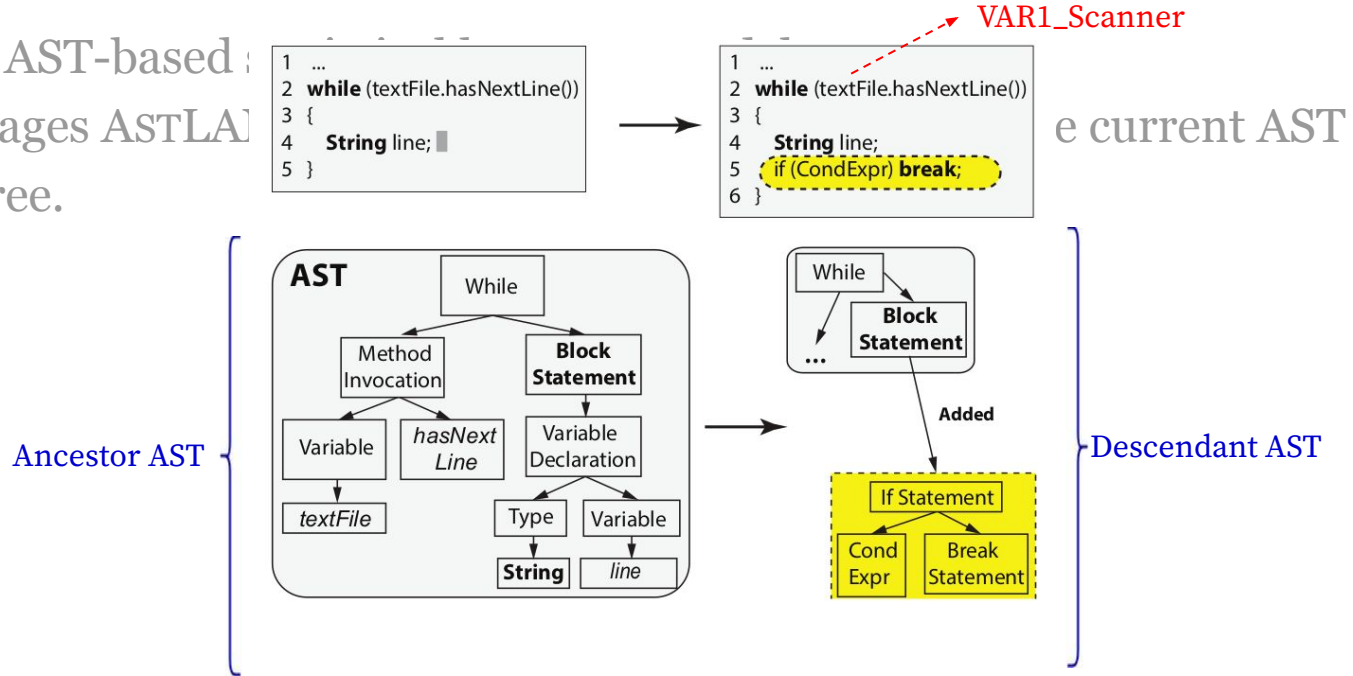 VAR1_Scanner
AST-based
ages ASTLA
e current AST
ree.
1 ...
2 while (textFile.hasNextLine())
3 {
4 String line;
5 }
1 ...
2 while (textFile.hasNextLine())
3 {
4 String line;
5 if (CondExpr) break;
6 }
Ancestor AST
AST
While
Method
Invocation
Block
Statement
Variable
hasNext
Line
Variable
Declaration
textFile
Type
Variable
String
line
While
Block
Statement
...
Added
If Statement
Cond
Expr
Break
Statement
Descendant AST